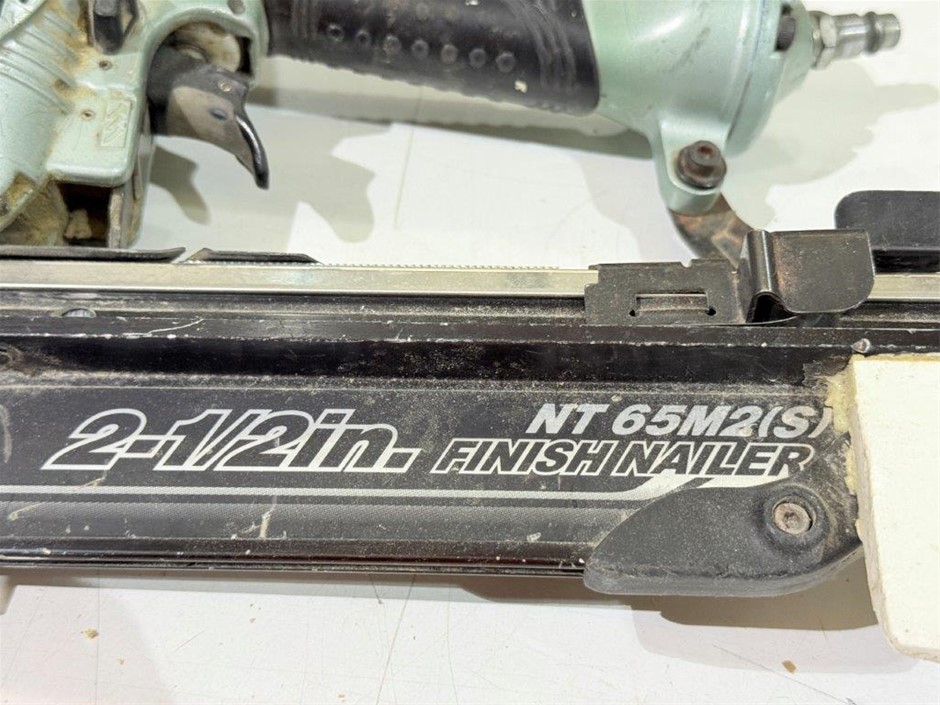 2-1/2in.
NT 65M2(S)
FINISH NAILER